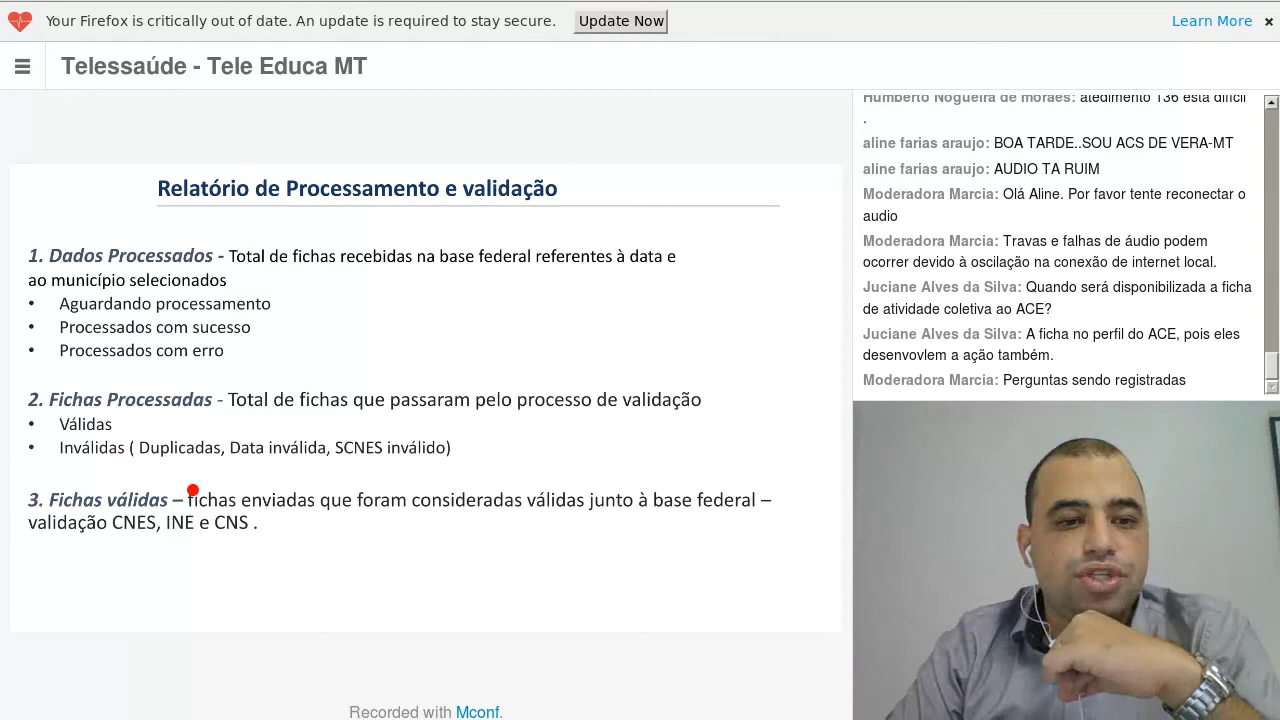 Your Firefox is critically out of date. An update is required to stay secure. Update Now Learn More ×
Telessaúde - Tele Educa MT
Relatório de Processamento e validação
1. Dados Processados - Total de fichas recebidas na base federal referentes à data e
ao município selecionados
• Aguardando processamento
• Processados com sucesso
• Processados com erro
2. Fichas Processadas - Total de fichas que passaram pelo processo de validação
• Válidas
• Inválidas ( Duplicadas, Data inválida, SCNES inválido)
3. Fichas válidas – fichas enviadas que foram consideradas válidas junto à base federal –
validação CNES, INE e CNS .
Recorded with Mconf.
Humberto Nogueira de moraes: atedimento 136 esta dificil
.
aline farias araujo: BOA TARDE..SOU ACS DE VERA-MT
aline farias araujo: AUDIO TA RUIM
Moderadora Marcia: Olá Aline. Por favor tente reconectar o
audio
Moderadora Marcia: Travas e falhas de áudio podem
ocorrer devido à oscilação na conexão de internet local.
Juciane Alves da Silva: Quando será disponibilizada a ficha
de atividade coletiva ao ACE?
Juciane Alves da Silva: A ficha no perfil do ACE, pois eles
desenvovlem a ação também.
Moderadora Marcia: Perguntas sendo registradas